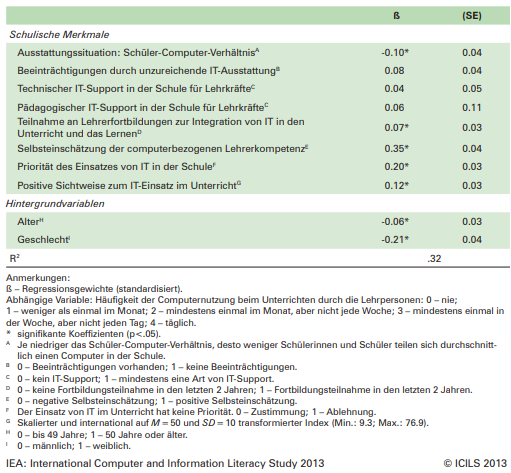 ß (SE)
Schulische Merkmale
Ausstattungssituation: Schüler-Computer-Verhältnis^A -0.10* 0.04
Beeinträchtigungen durch unzureichende IT-Ausstattung^B 0.08 0.04
Technischer IT-Support in der Schule für Lehrkräfte^C 0.04 0.05
Pädagogischer IT-Support in der Schule für Lehrkräfte^C 0.06 0.11
Teilnahme an Lehrerfortbildungen zur Integration von IT in den
Unterricht und das Lernen^D 0.07* 0.03
Selbsteinschätzung der computerbezogenen Lehrerkompetenz^E 0.35* 0.04
Priorität des Einsatzes von IT in der Schule^F 0.20* 0.03
Positive Sichtweise zum IT-Einsatz im Unterricht^G 0.12* 0.03
Hintergrundvariablen
Alter^H -0.06* 0.03
Geschlecht^I -0.21* 0.04
R² .32
Anmerkungen:
ß – Regressionsgewichte (standardisiert).
Abhängige Variable: Häufigkeit der Computernutzung beim Unterrichten durch die Lehrpersonen: 0 – nie;
1 – weniger als einmal im Monat; 2 – mindestens einmal im Monat, aber nicht jede Woche; 3 – mindestens einmal in
der Woche, aber nicht jeden Tag; 4 – täglich.
* signifikante Koeffizienten (p<.05).
A Je niedriger das Schüler-Computer-Verhältnis, desto weniger Schülerinnen und Schüler teilen sich durchschnitt-
lich einen Computer in der Schule.
B 0 – Beeinträchtigungen vorhanden; 1 – keine Beeinträchtigungen.
C 0 – kein IT-Support; 1 – mindestens eine Art von IT-Support.
D 0 – keine Fortbildungsteilnahme in den letzten 2 Jahren; 1 – Fortbildungsteilnahme in den letzten 2 Jahren.
E 0 – negative Selbsteinschätzung; 1 – positive Selbsteinschätzung.
F Der Einsatz von IT im Unterricht hat keine Priorität. 0 – Zustimmung; 1 – Ablehnung.
G Skalierter und international auf M = 50 und SD = 10 transformierter Index (Min.: 9.3; Max.: 76.9).
H 0 – bis 49 Jahre; 1 – 50 Jahre oder älter.
I 0 – männlich; 1 – weiblich.
IEA: International Computer and Information Literacy Study 2013 © ICILS 2013